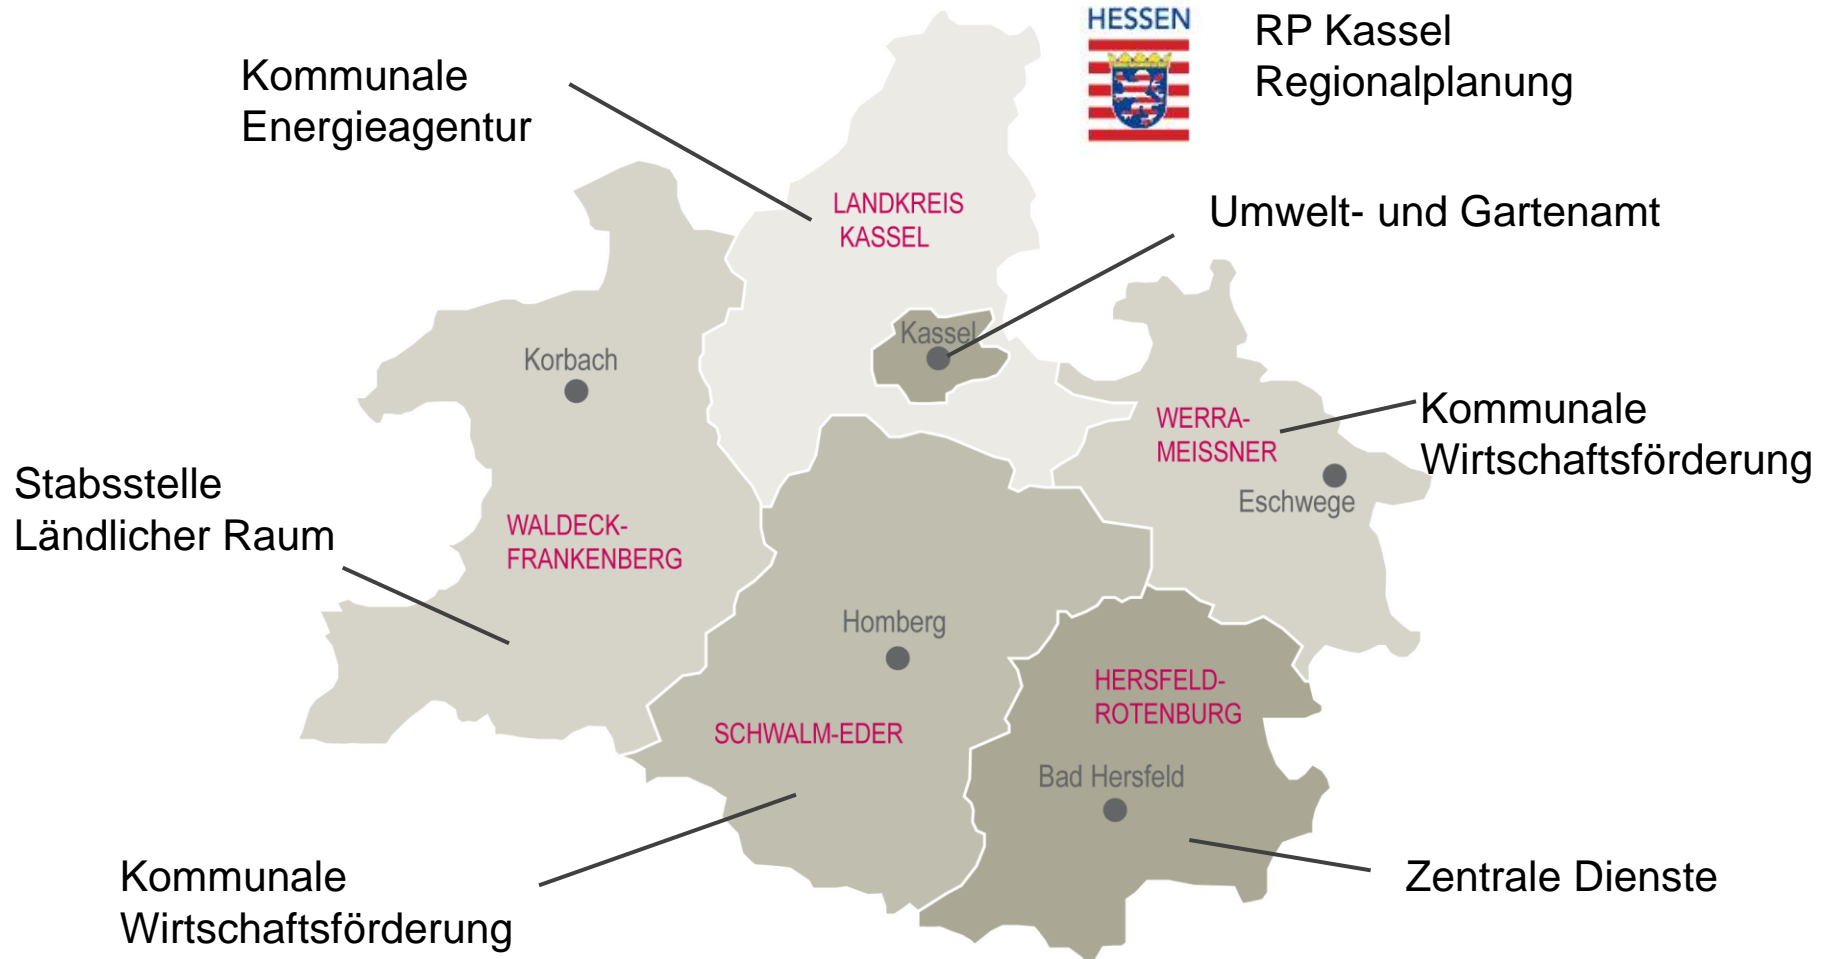 HESSEN
RP Kassel
Regionalplanung
Kommunale
Energieagentur
LANDKREIS
KASSEL
Umwelt- und Gartenamt
Kassel
Korbach
WERRA-
MEISSNER
Kommunale
Wirtschaftsförderung
Eschwege
Stabsstelle
Ländlicher Raum
WALDECK-
FRANKENBERG
Homberg
HERSFELD-
ROTENBURG
SCHWALM-EDER
Bad Hersfeld
Kommunale
Wirtschaftsförderung
Zentrale Dienste